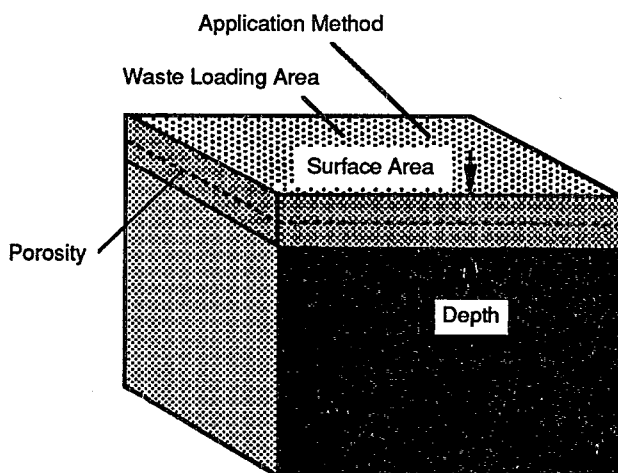 Application Method
Waste Loading Area
Surface Area
Porosity
Depth